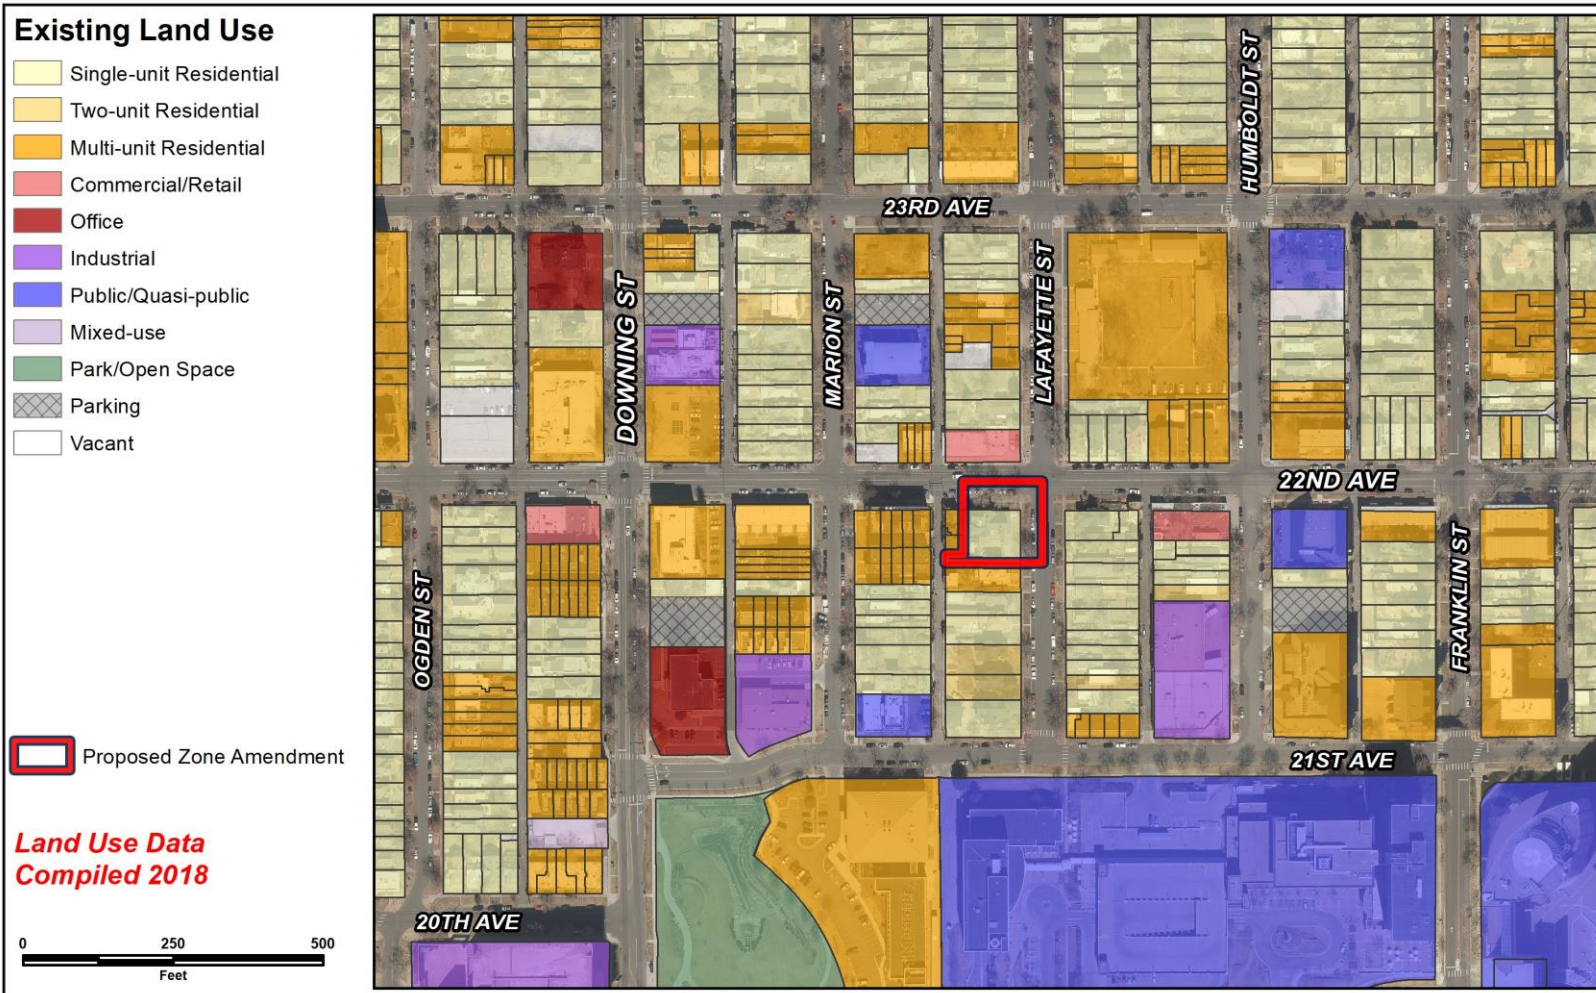 Existing Land Use
Single-unit Residential
Two-unit Residential
Multi-unit Residential
Commercial/Retail
Office
Industrial
Public/Quasi-public
Mixed-use
Park/Open Space
Parking
Vacant
Proposed Zone Amendment
Land Use Data
Compiled 2018
0 250 500
Feet
HUMBOLDT ST
23RD AVE
DOWNING ST
MARION ST
LAFAYETTE ST
22ND AVE
OGDEN ST
FRANKLIN ST
21ST AVE
20TH AVE